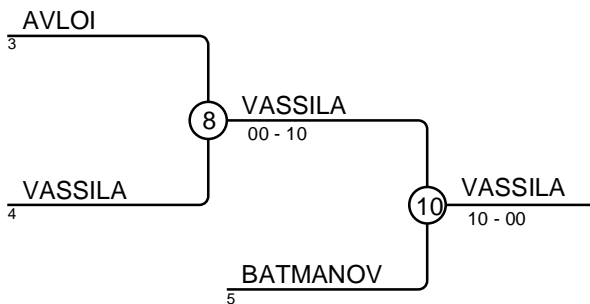 AVLOI
3
8
VASSILA
00 - 10
VASSILA
4
10
VASSILA
10 - 00
BATMANOV
5